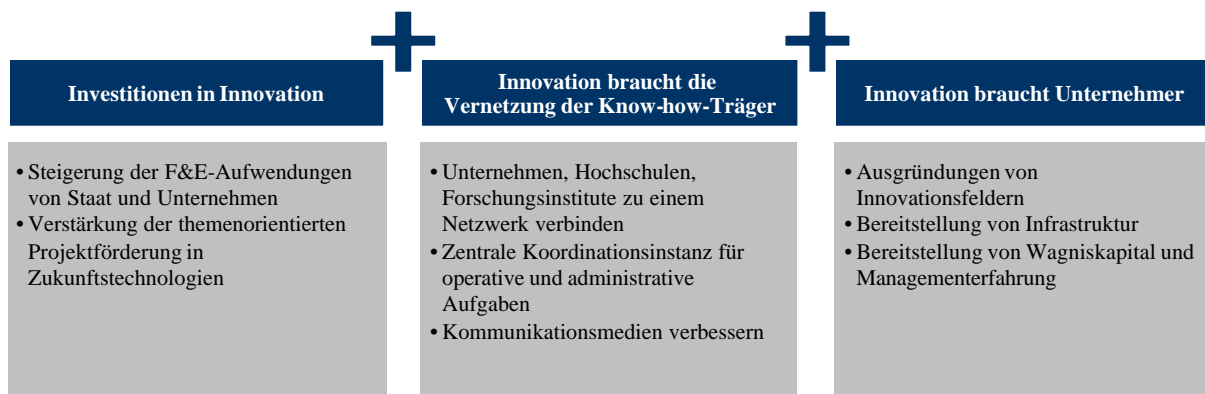 Investitionen in Innovation
• Steigerung der F&E-Aufwendungen
von Staat und Unternehmen
• Verstärkung der themenorientierten
Projektförderung in
Zukunftstechnologien
Innovation braucht die
Vernetzung der Know-how-Träger
• Unternehmen, Hochschulen,
Forschungsinstitute zu einem
Netzwerk verbinden
• Zentrale Koordinationsinstanz für
operative und administrative
Aufgaben
• Kommunikationsmedien verbessern
Innovation braucht Unternehmer
• Ausgründungen von
Innovationsfeldern
• Bereitstellung von Infrastruktur
• Bereitstellung von Wagniskapital und
Managementerfahrung